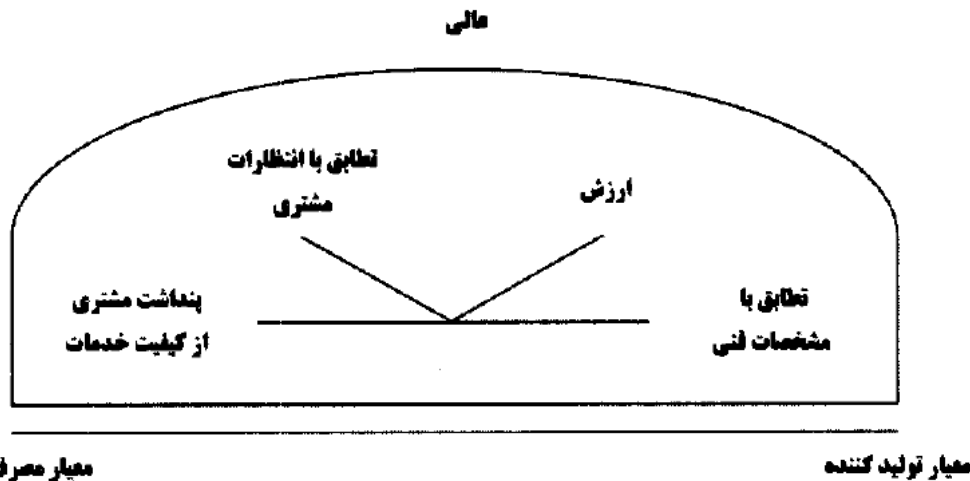 عالی
تطابق با انتظارات
مشتری
ارزش
تطابق با
مشخصات فنی
پنداشت مشتری
از کیفیت خدمات
معیار تولید کننده
معیار